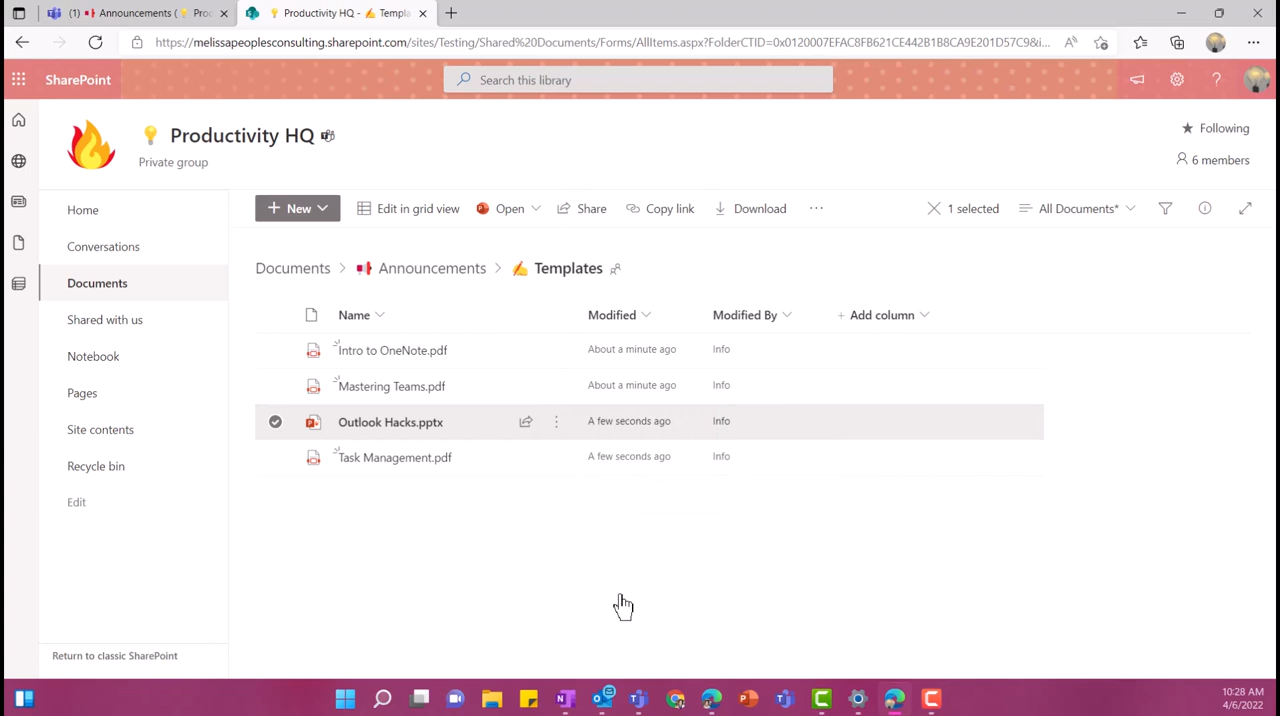 (1) Announcements ( Proc
Productivity HQ - Templa
https://melissapeoplesconsulting.sharepoint.com/sites/Testing/Shared%20Documents/Forms/AllItems.aspx?FolderCTID=0x0120007EFAC8FB621CE442B1B8CA9E201D57C9&i...
SharePoint
Search this library
Productivity HQ
Private group
Following
6 members
Home
Conversations
Documents
Shared with us
Notebook
Pages
Site contents
Recycle bin
Edit
Return to classic SharePoint
New Edit in grid view Open Share Copy link Download ... 1 selected All Documents*
Documents > Announcements > Templates
Name Modified Modified By + Add column
Intro to OneNote.pdf About a minute ago Info
Mastering Teams.pdf About a minute ago Info
Outlook Hacks.pptx A few seconds ago Info
Task Management.pdf A few seconds ago Info
10:28 AM
4/6/2022